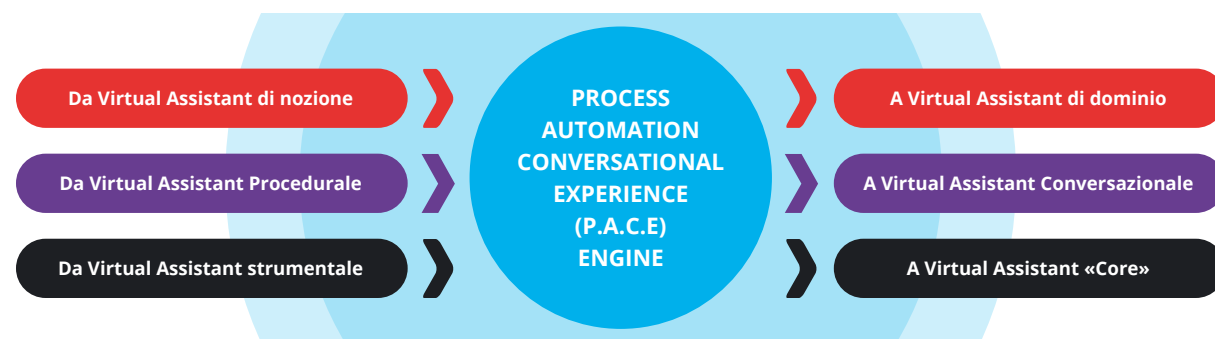 Da Virtual Assistant di nozione
Da Virtual Assistant Procedurale
Da Virtual Assistant strumentale
PROCESS
AUTOMATION
CONVERSATIONAL
EXPERIENCE
(P.A.C.E)
ENGINE
A Virtual Assistant di dominio
A Virtual Assistant Conversazionale
A Virtual Assistant «Core»